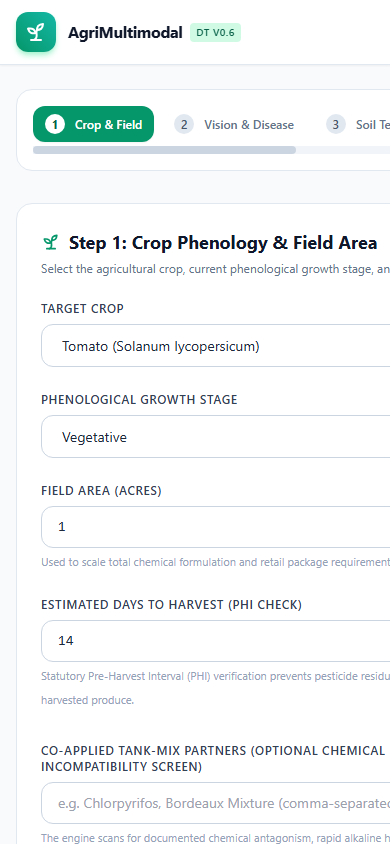 AgriMultimodal DT V0.6
1 Crop & Field 2 Vision & Disease 3 Soil Te
Step 1: Crop Phenology & Field Area
Select the agricultural crop, current phenological growth stage, an
TARGET CROP
Tomato (Solanum lycopersicum)
PHENOLOGICAL GROWTH STAGE
Vegetative
FIELD AREA (ACRES)
1
Used to scale total chemical formulation and retail package requirement
ESTIMATED DAYS TO HARVEST (PHI CHECK)
14
Statutory Pre-Harvest Interval (PHI) verification prevents pesticide residu
harvested produce.
CO-APPLIED TANK-MIX PARTNERS (OPTIONAL CHEMICAL
INCOMPATIBILITY SCREEN)
e.g. Chlorpyrifos, Bordeaux Mixture (comma-separated
The engine scans for documented chemical antagonism, rapid alkaline h